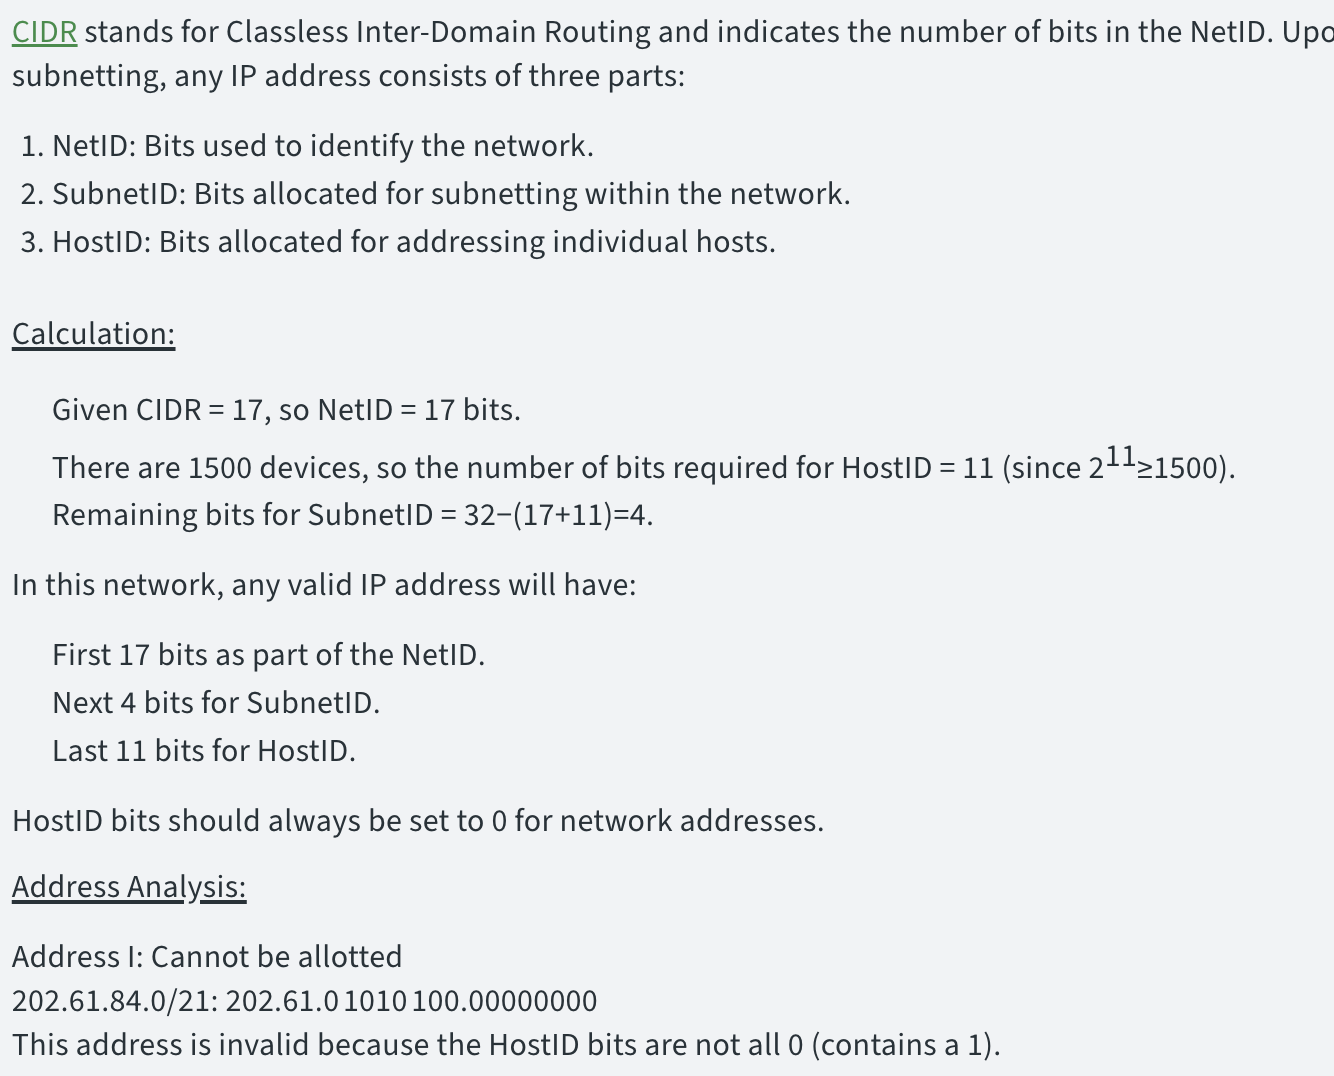 CIDR stands for Classless Inter-Domain Routing and indicates the number of bits in the NetID. Upo
subnetting, any IP address consists of three parts:
1. NetID: Bits used to identify the network.
2. SubnetID: Bits allocated for subnetting within the network.
3. HostID: Bits allocated for addressing individual hosts.
Calculation:
Given CIDR = 17, so NetID = 17 bits.
There are 1500 devices, so the number of bits required for HostID = 11 (since 2¹¹≥1500).
Remaining bits for SubnetID = 32−(17+11)=4.
In this network, any valid IP address will have:
First 17 bits as part of the NetID.
Next 4 bits for SubnetID.
Last 11 bits for HostID.
HostID bits should always be set to 0 for network addresses.
Address Analysis:
Address I: Cannot be allotted
202.61.84.0/21: 202.61.0 1010 100.00000000
This address is invalid because the HostID bits are not all 0 (contains a 1).